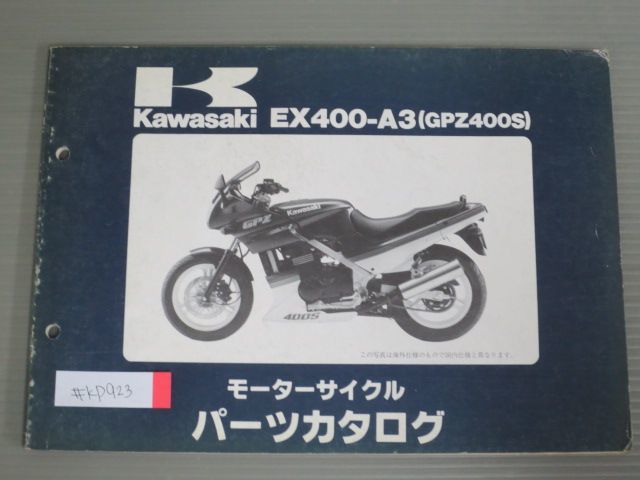 Kawasaki EX400-A3(GPZ400S)
Kawasaki
GPZ
400S
この写真は海外仕様のもので国内仕様と異なります。
モーターサイクル
パーツカタログ
#KP923